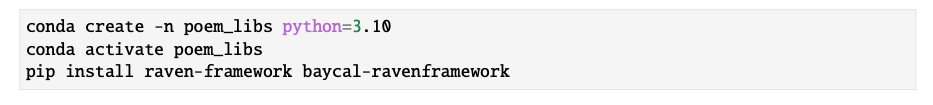 conda create -n poem_libs python=3.10
conda activate poem_libs
pip install raven-framework baycal-ravenframework